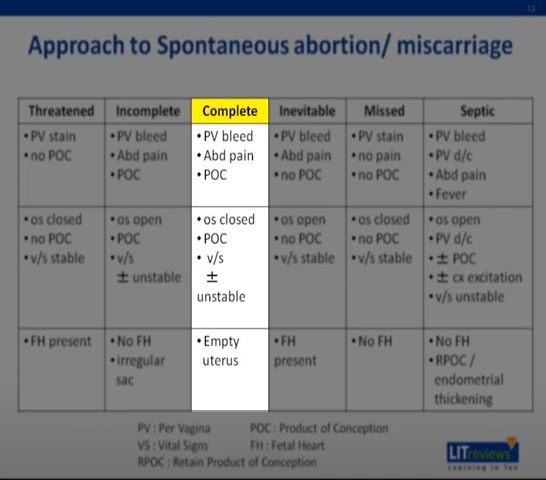 13
Approach to Spontaneous abortion/ miscarriage
Threatened Incomplete Complete Inevitable Missed Septic
• PV stain
• no POC
• PV bleed
• Abd pain
• POC
• PV bleed
• Abd pain
• POC
• PV bleed
• Abd pain
• no POC
• PV stain
• no pain
• no POC
• PV bleed
• PV d/c
• Abd pain
• Fever
• os closed
• no POC
• v/s stable
• os open
• POC
• v/s
± unstable
• os closed
• POC
• v/s
±
unstable
• os open
• no POC
• v/s stable
• os closed
• no POC
• v/s stable
• os open
• PV d/c
• ± POC
• ± cx excitation
• v/s unstable
• FH present
• No FH
• irregular
sac
• Empty
uterus
• FH
present
• No FH
• No FH
• RPOC /
endometrial
thickening
PV : Per Vagina POC : Product of Conception
VS : Vital Signs FH : Fetal Heart
RPOC : Retain Product of Conception
LITreviews
Learning In Ten